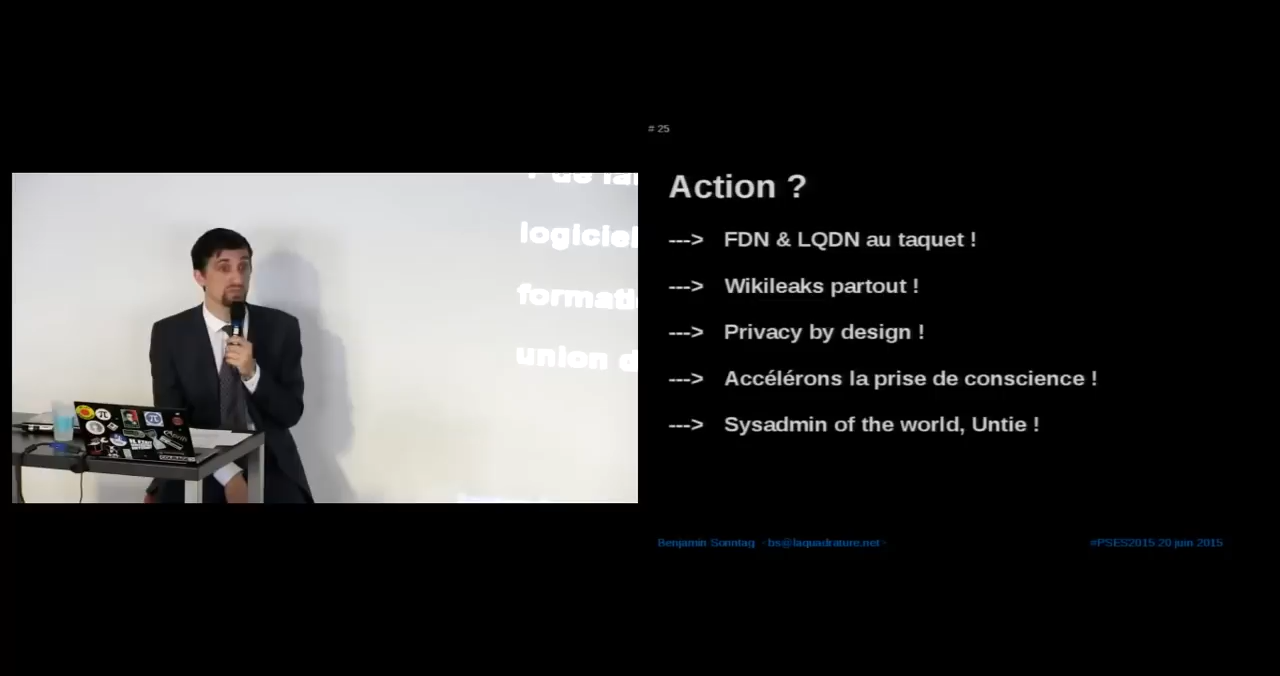 # 25
Action ?
---> FDN & LQDN au taquet !
---> Wikileaks partout !
---> Privacy by design !
---> Accélérons la prise de conscience !
---> Sysadmin of the world, Untie !
Benjamin Sonntag <bs@laquadrature.net>
#PSES2015 20 juin 2015
logiciel
formati
union d